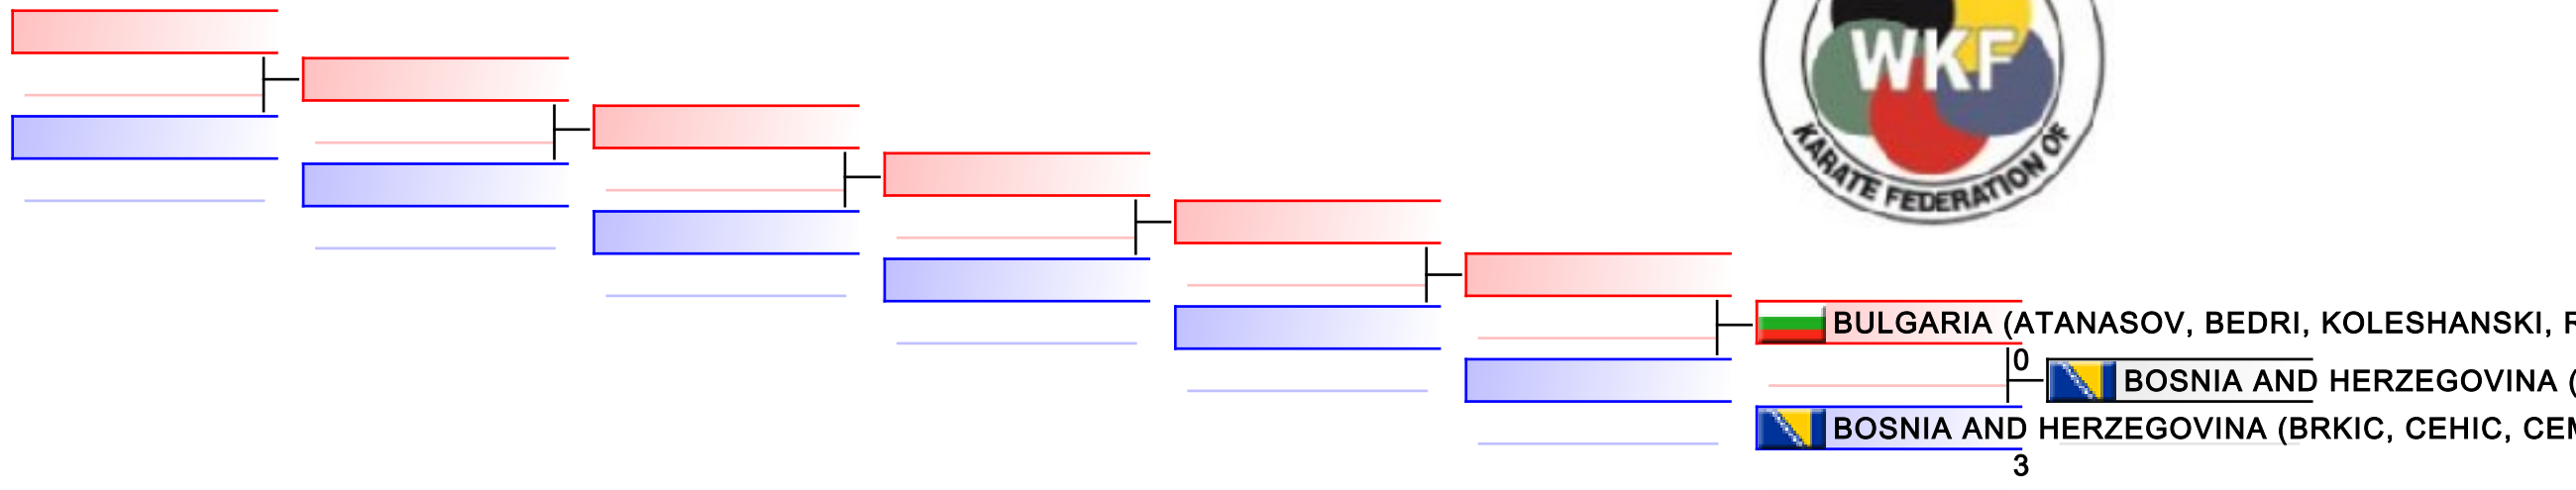 WKF
KARATE FEDERATION OF
BULGARIA (ATANASOV, BEDRI, KOLESHANSKI,
0
BOSNIA AND HERZEGOVINA (
BOSNIA AND HERZEGOVINA (BRKIC, CEHIC,
3